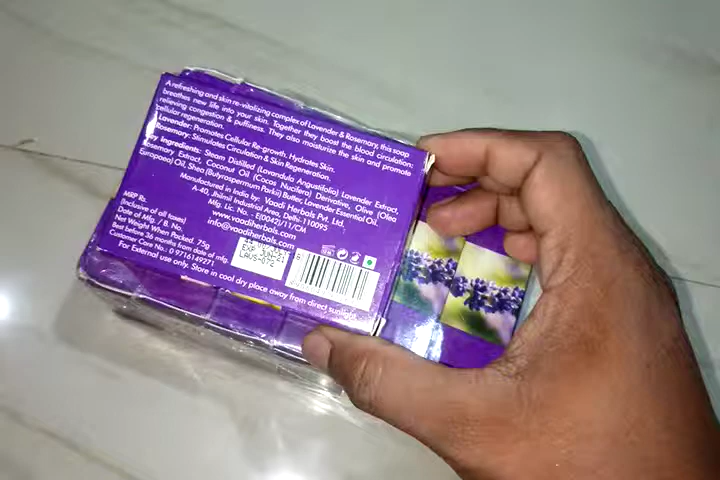 A refreshing and skin re-vitalizing complex of Lavender & Rosemary, this soap
breathes new life into your skin. Together they boost the blood circulation:
relieving congestion & puffiness. They also moisturize the skin and promote
cellular regeneration.
Lavender: Promotes Cellular Re-growth. Hydrates Skin.
Rosemary: Stimulates Circulation & Skin Regeneration.
Key Ingredients: Steam Distilled (Lavandula Angustifolia) Lavender Extract,
Rosemary Extract, Coconut Oil (Cocos Nucifera) Derivative, Olive (Olea
Europaea) Oil, Shea (Butyrospermum Parkii) Butter, Lavender Essential Oil.
Manufactured in India by: Vaadi Herbals Pvt. Ltd.
A-40, Jhilmil Industrial Area, Delhi-110095
Mfg. Lic. No. - E(0042)/11/CM
www.vaadiherbals.com
info@vaadiherbals.com
MRP Rs.
(Inclusive of all taxes)
Date of Mfg. / B. No.
Net Weight When Packed. 75g
Best before 36 months from date of mfg.
Customer Care No.: 0 9716149271
For External use only. Store in cool dry place away from direct sunlight.
EXP
LAUS-072